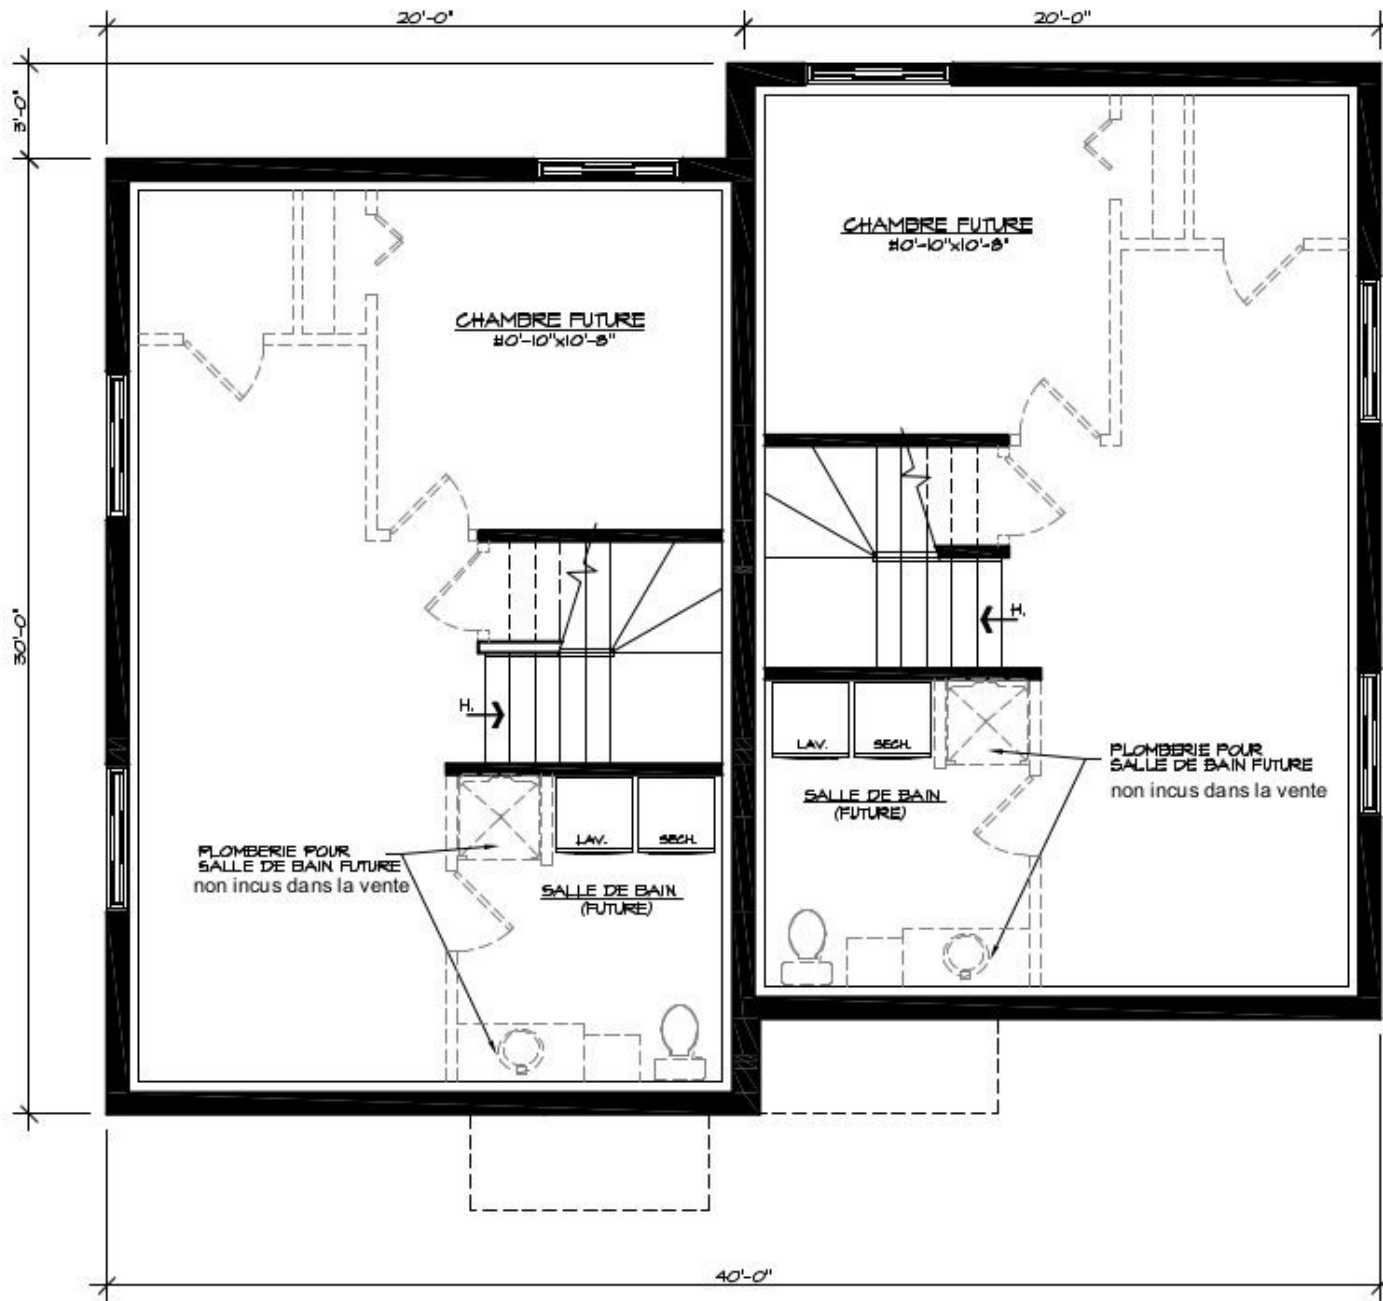 20'-0"
20'-0"
3'-0"
30'-0"
CHAMBRE FUTURE
±10'-10"x10'-8"
CHAMBRE FUTURE
±10'-10"x10'-8"
H.
H.
LAV.
SECH.
SALLE DE BAIN
(FUTURE)
PLOMBERIE POUR
SALLE DE BAIN FUTURE
non incus dans la vente
PLOMBERIE POUR
SALLE DE BAIN FUTURE
non incus dans la vente
LAV.
SECH.
SALLE DE BAIN
(FUTURE)
40'-0"